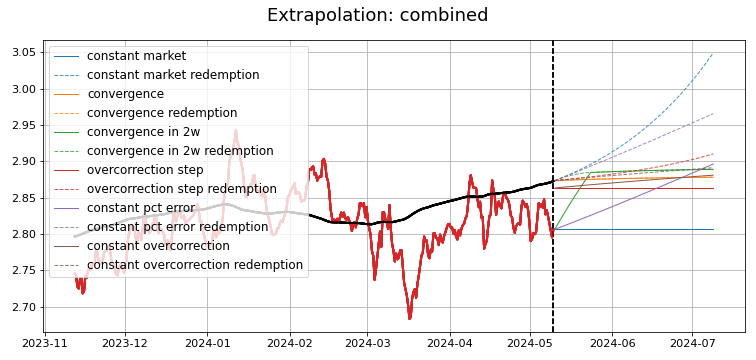 Extrapolation: combined
3.05
3.00
2.95
2.90
2.85
2.80
2.75
2.70
constant market
constant market redemption
convergence
convergence redemption
convergence in 2w
convergence in 2w redemption
overcorrection step
overcorrection step redemption
constant pct error
constant pct error redemption
constant overcorrection
constant overcorrection redemption
2023-11 2023-12 2024-01 2024-02 2024-03 2024-04 2024-05 2024-06 2024-07